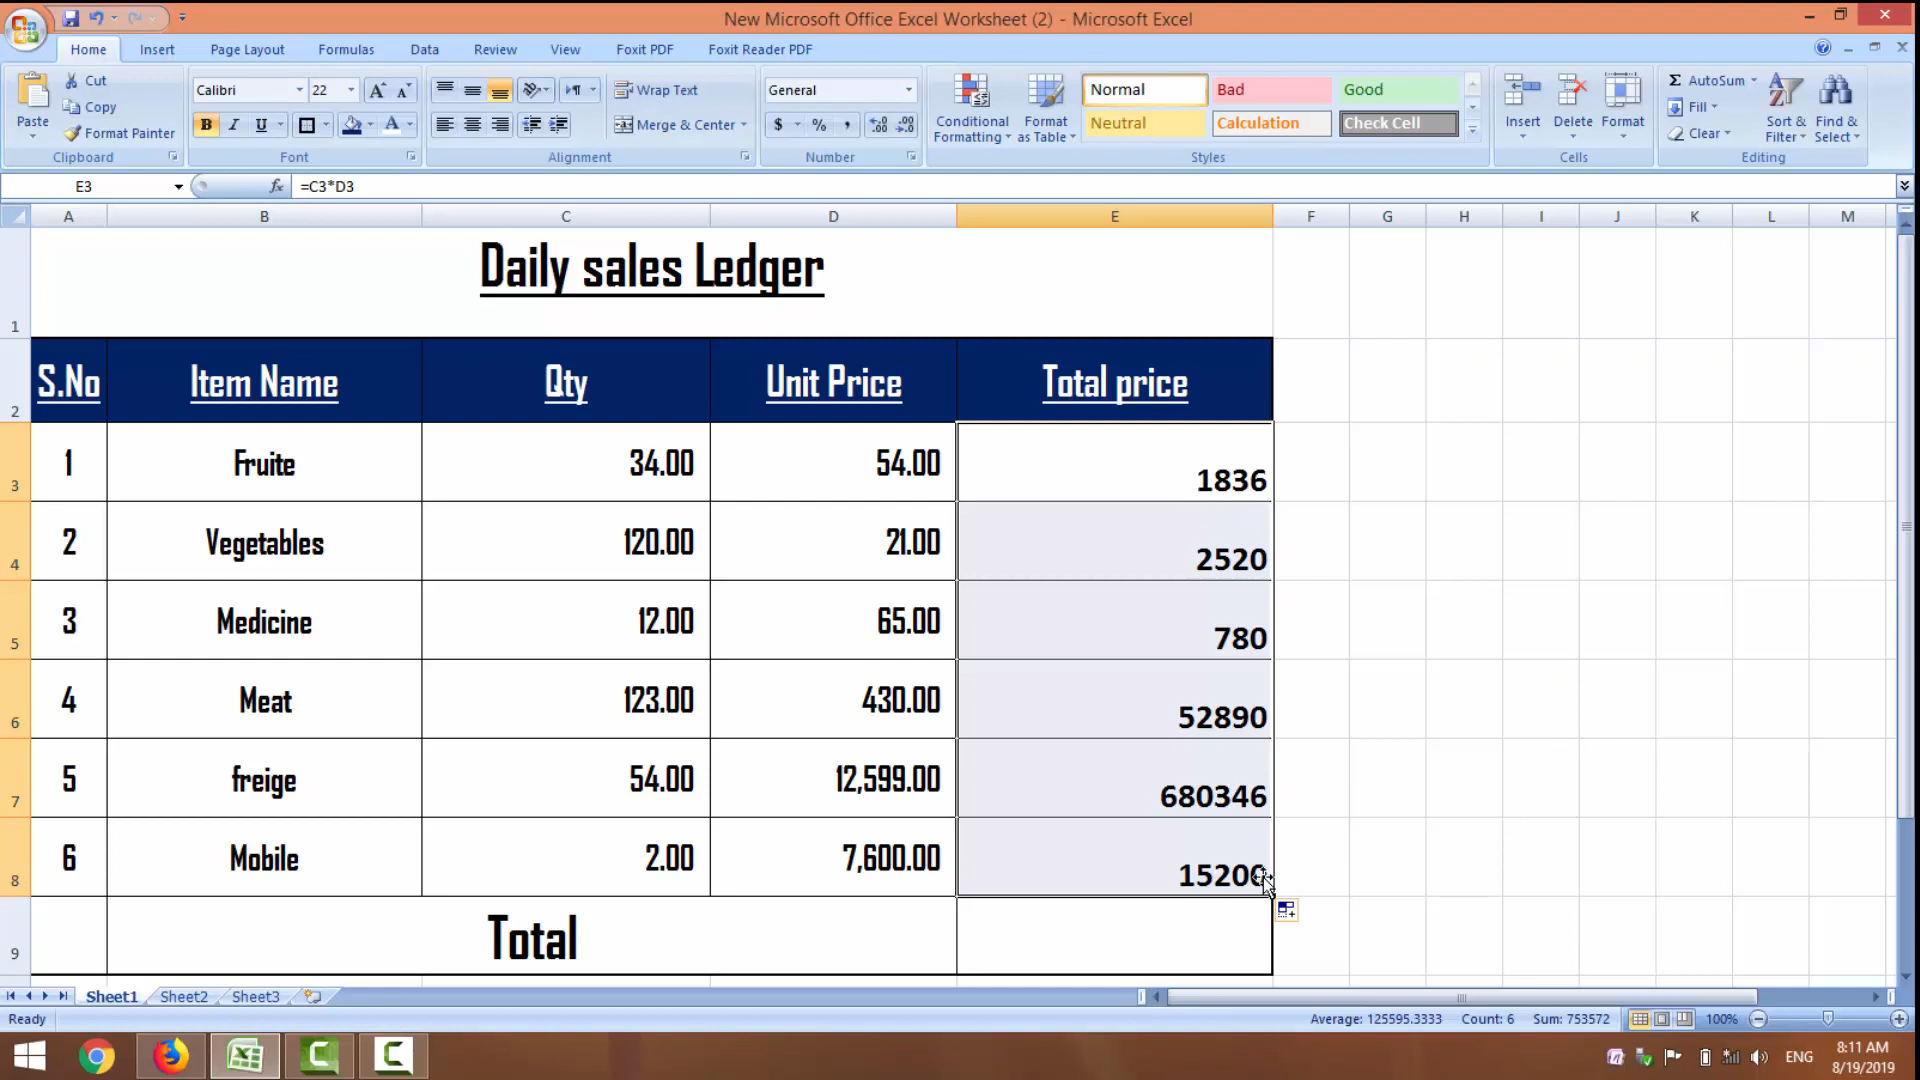 New Microsoft Office Excel Worksheet (2) - Microsoft Excel
Home Insert Page Layout Formulas Data Review View Foxit PDF Foxit Reader PDF
Paste
Cut
Copy
Format Painter
Clipboard
Calibri 22
B I U
Font
Wrap Text
Merge & Center
Alignment
General
$ % ,
Number
Conditional Formatting
Format as Table
Normal Bad Good
Neutral Calculation Check Cell
Styles
Insert Delete Format
Cells
Σ AutoSum
Fill
Clear
Sort & Filter
Find & Select
Editing
E3 fx =C3*D3
A B C D E F G H I J K L M
1 Daily sales Ledger
2 S.No Item Name Qty Unit Price Total price
3 1 Fruite 34.00 54.00 1836
4 2 Vegetables 120.00 21.00 2520
5 3 Medicine 12.00 65.00 780
6 4 Meat 123.00 430.00 52890
7 5 freige 54.00 12,599.00 680346
8 6 Mobile 2.00 7,600.00 15200
9 Total
Sheet1 Sheet2 Sheet3
Ready Average: 125595.3333 Count: 6 Sum: 753572 100%
ENG
8:11 AM
8/19/2019